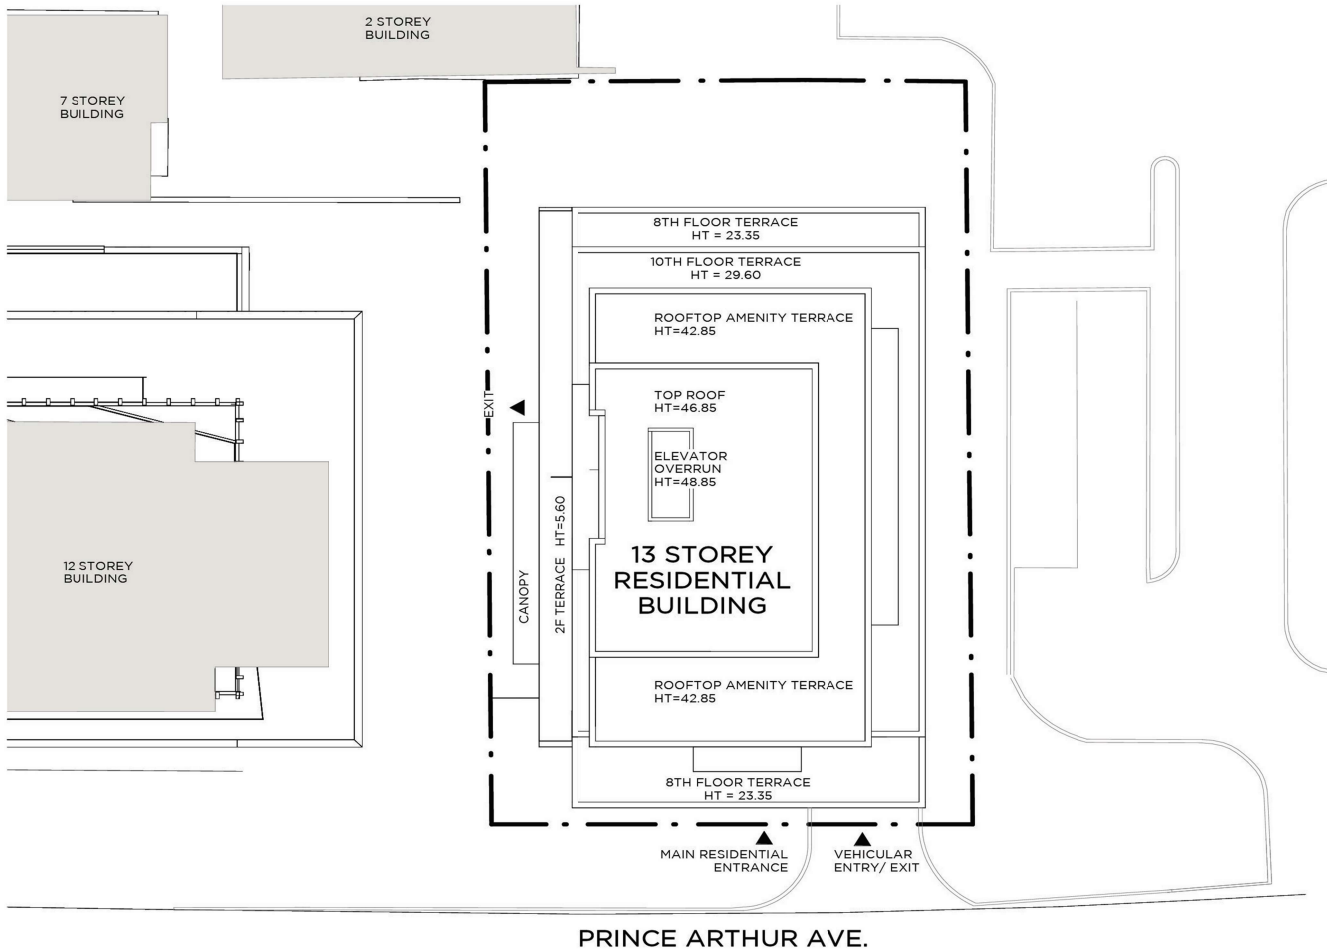 2 STOREY
BUILDING
7 STOREY
BUILDING
8TH FLOOR TERRACE
HT = 23.35
10TH FLOOR TERRACE
HT = 29.60
ROOFTOP AMENITY TERRACE
HT=42.85
EXIT
TOP ROOF
HT=46.85
ELEVATOR
OVERRUN
HT=48.85
2F TERRACE HT=5.60
CANOPY
13 STOREY
RESIDENTIAL
BUILDING
12 STOREY
BUILDING
ROOFTOP AMENITY TERRACE
HT=42.85
8TH FLOOR TERRACE
HT = 23.35
MAIN RESIDENTIAL
ENTRANCE
VEHICULAR
ENTRY/ EXIT
PRINCE ARTHUR AVE.